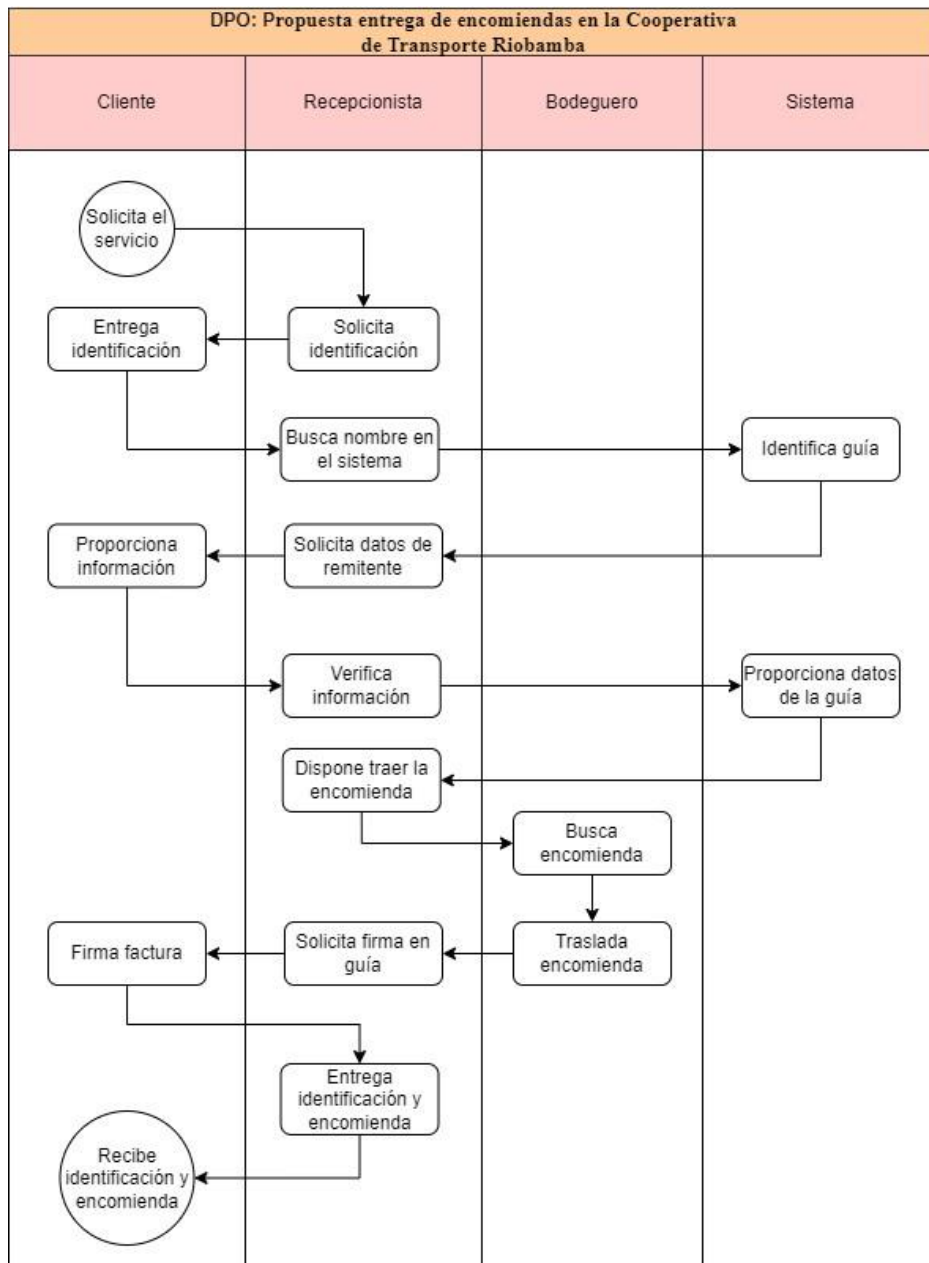 DPO: Propuesta entrega de encomiendas en la Cooperativa
de Transporte Riobamba
Cliente
Recepcionista
Bodeguero
Sistema
Solicita el
servicio
Entrega
identificación
Solicita
identificación
Busca nombre en
el sistema
Identifica guía
Proporciona
información
Solicita datos de
remitente
Verifica
información
Proporciona datos
de la guía
Dispone traer la
encomienda
Busca
encomienda
Firma factura
Solicita firma en
guía
Traslada
encomienda
Entrega
identificación y
encomienda
Recibe
identificación y
encomienda